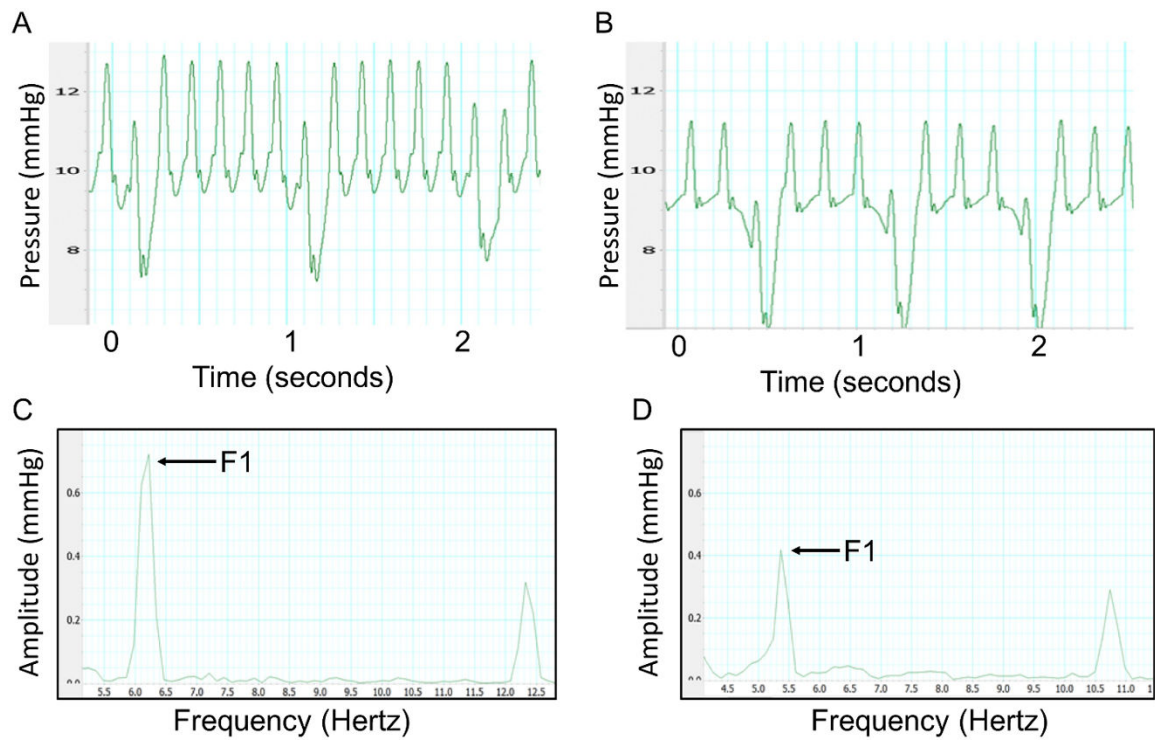 A
Pressure (mmHg)
12
10
8
0 1 2
Time (seconds)
B
Pressure (mmHg)
12
10
8
0 1 2
Time (seconds)
C
Amplitude (mmHg)
0.6
0.4
0.2
0.0
F1
5.5 6.0 6.5 7.0 7.5 8.0 8.5 9.0 9.5 10.0 10.5 11.0 11.5 12.0 12.5
Frequency (Hertz)
D
Amplitude (mmHg)
0.6
0.4
0.2
F1
4.5 5.0 5.5 6.0 6.5 7.0 7.5 8.0 8.5 9.0 9.5 10.0 10.5 11.0
Frequency (Hertz)